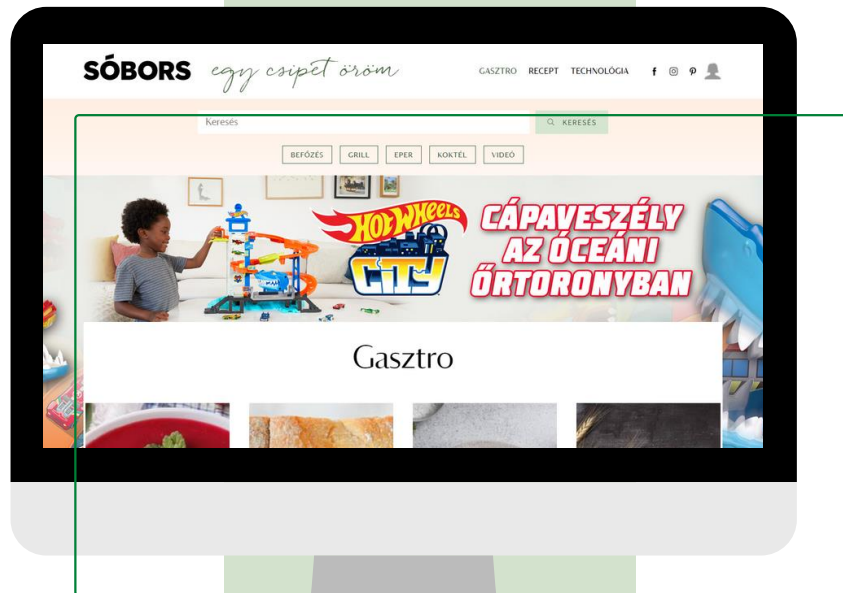 SÓBORS egy csipet öröm GASZTRO RECEPT TECHNOLÓGIA
Keresés KERESÉS
BEFŐZÉS GRILL EPER KOKTÉL VIDEÓ
HOT WHEELS
CITY
CÁPAVESZÉLY
AZ ÓCEÁNI
ŐRTORONYBAN
Gasztro